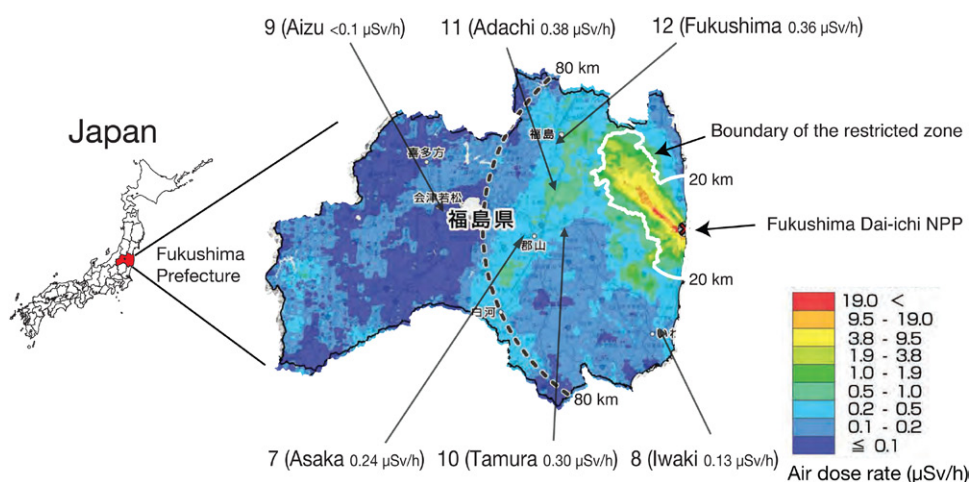 9 (Aizu <0.1 µSv/h)
11 (Adachi 0.38 µSv/h)
12 (Fukushima 0.36 µSv/h)
80 km
Japan
福島
Boundary of the restricted zone
喜多方
20 km
会津若松
福島県
Fukushima Dai-ichi NPP
郡山
Fukushima
Prefecture
20 km
白河
19.0 <
9.5 - 19.0
3.8 - 9.5
1.9 - 3.8
1.0 - 1.9
0.5 - 1.0
0.2 - 0.5
0.1 - 0.2
≦ 0.1
80 km
7 (Asaka 0.24 µSv/h)
10 (Tamura 0.30 µSv/h)
8 (Iwaki 0.13 µSv/h)
Air dose rate (µSv/h)